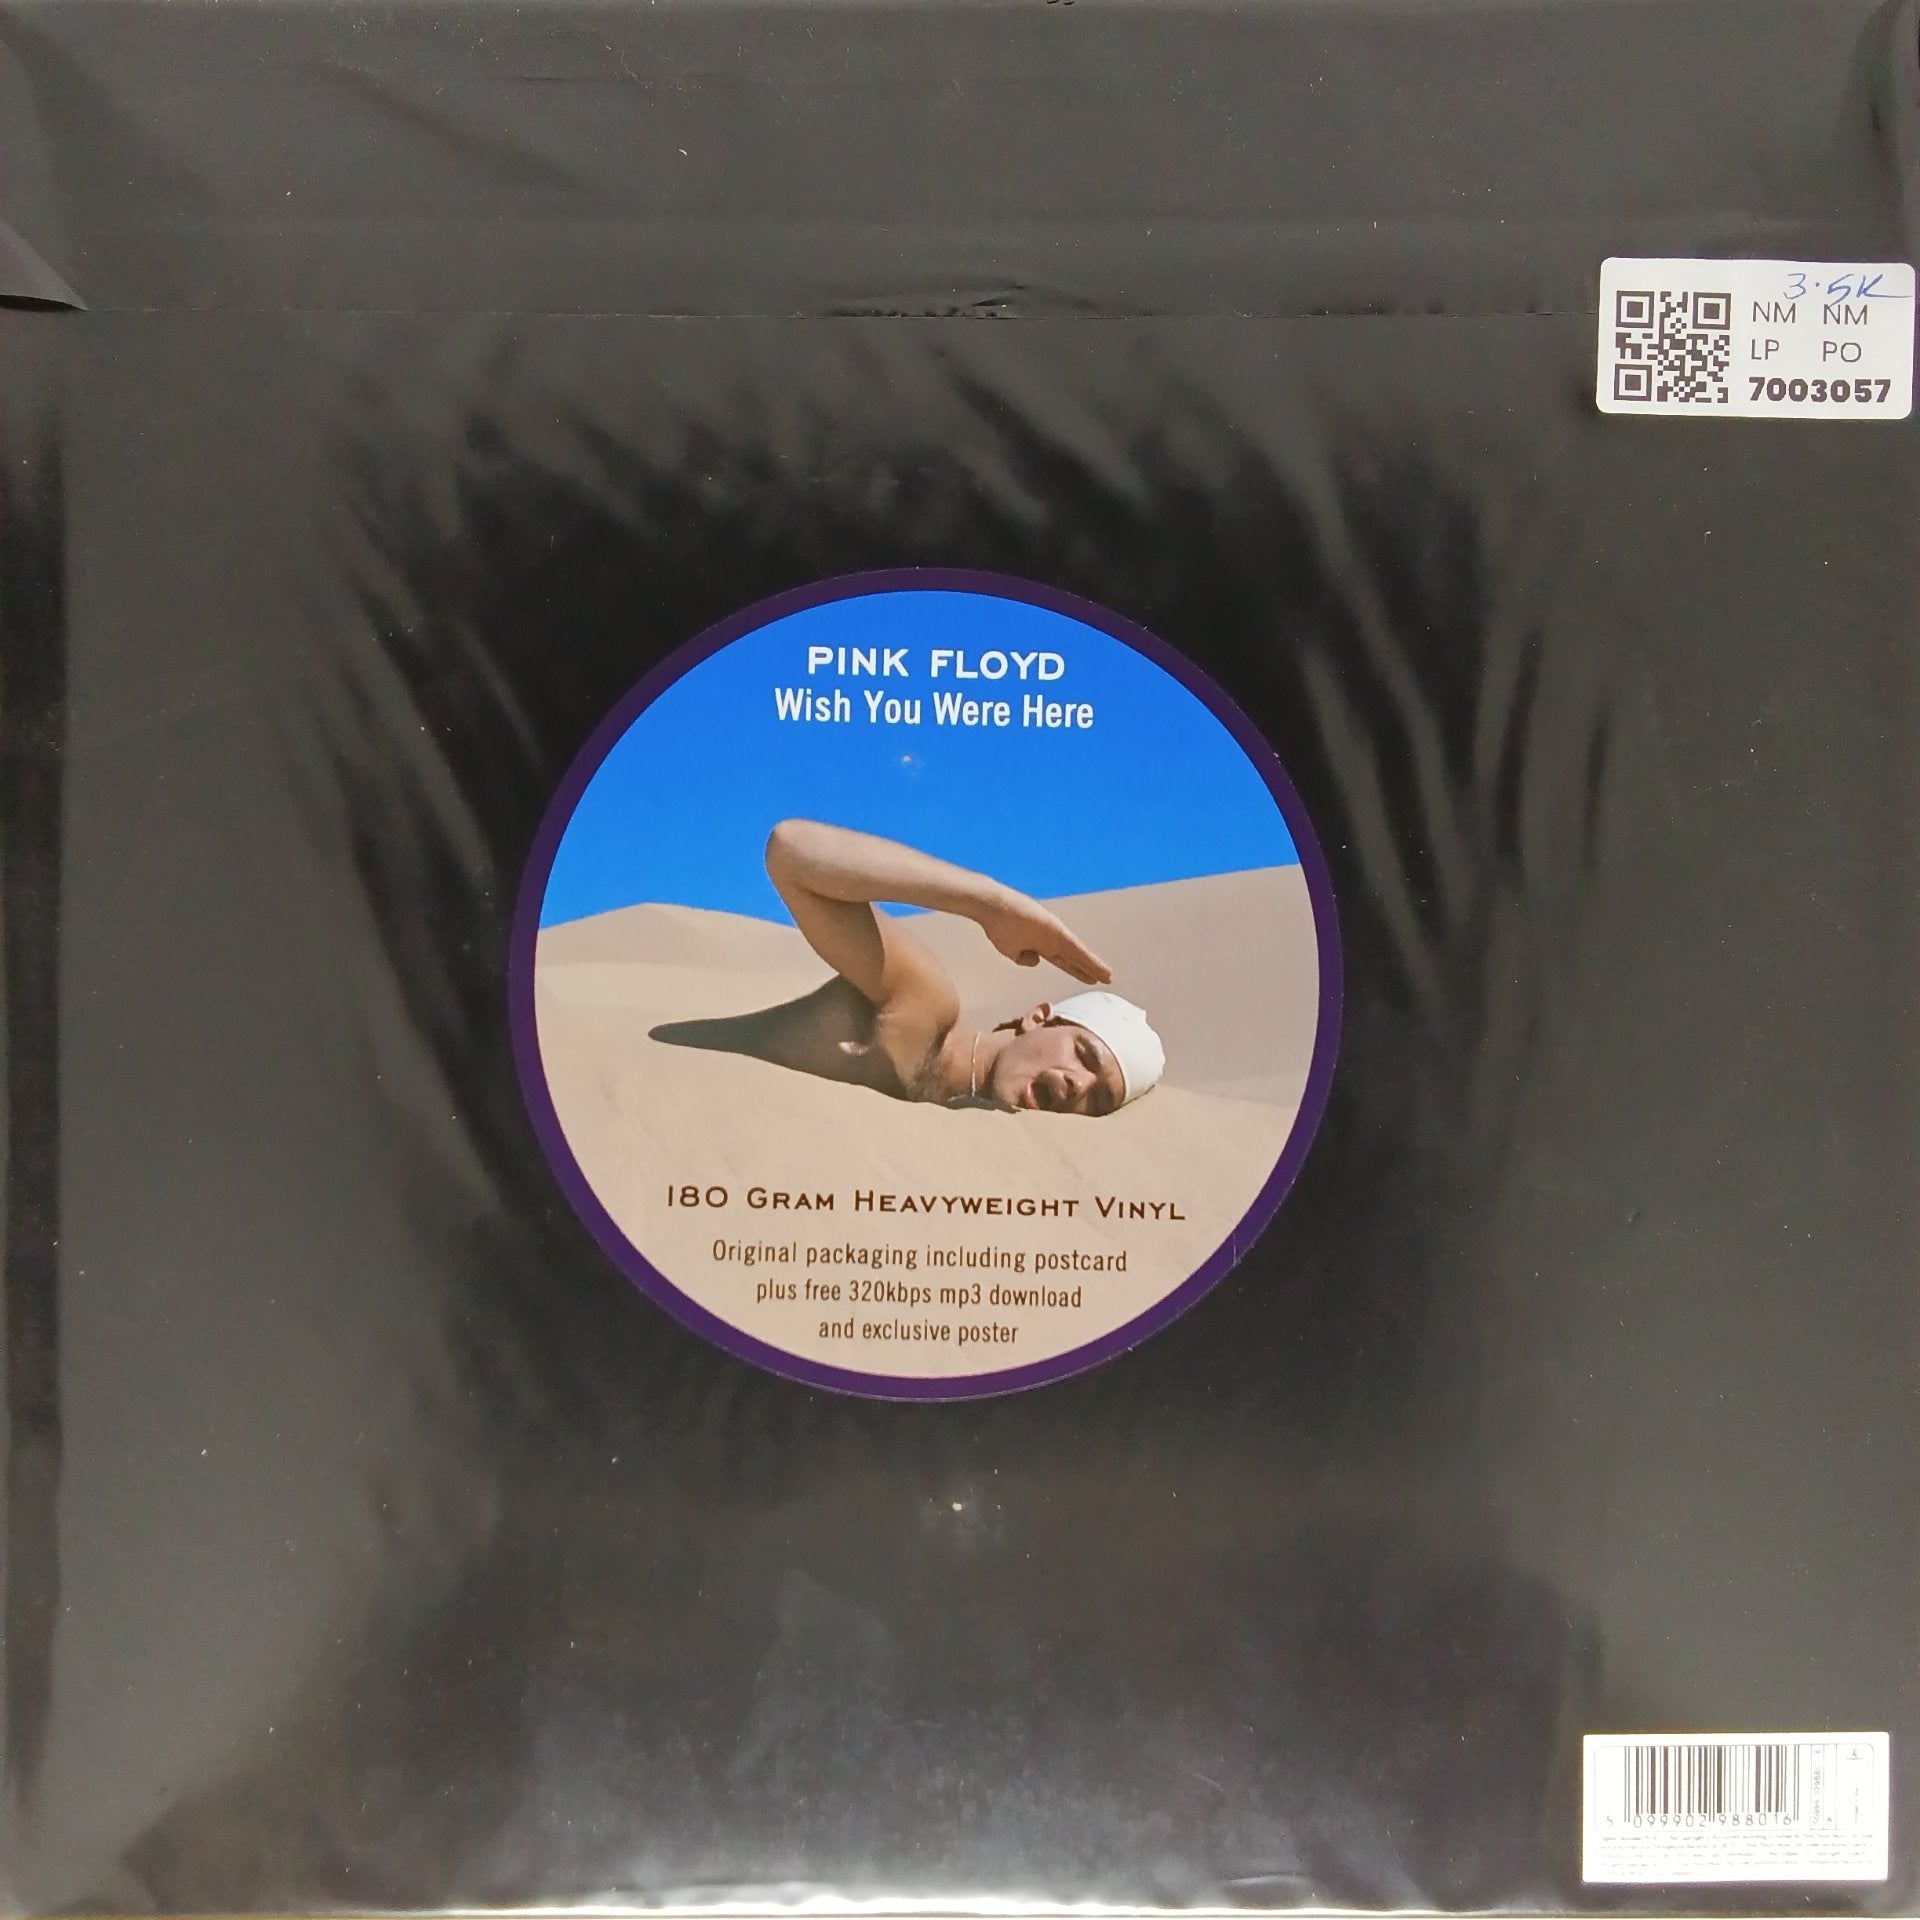 3.5K
NM NM
LP PO
7003057
PINK FLOYD
Wish You Were Here
180 GRAM HEAVYWEIGHT VINYL
Original packaging including postcard
plus free 320kbps mp3 download
and exclusive poster
5 099902 988016